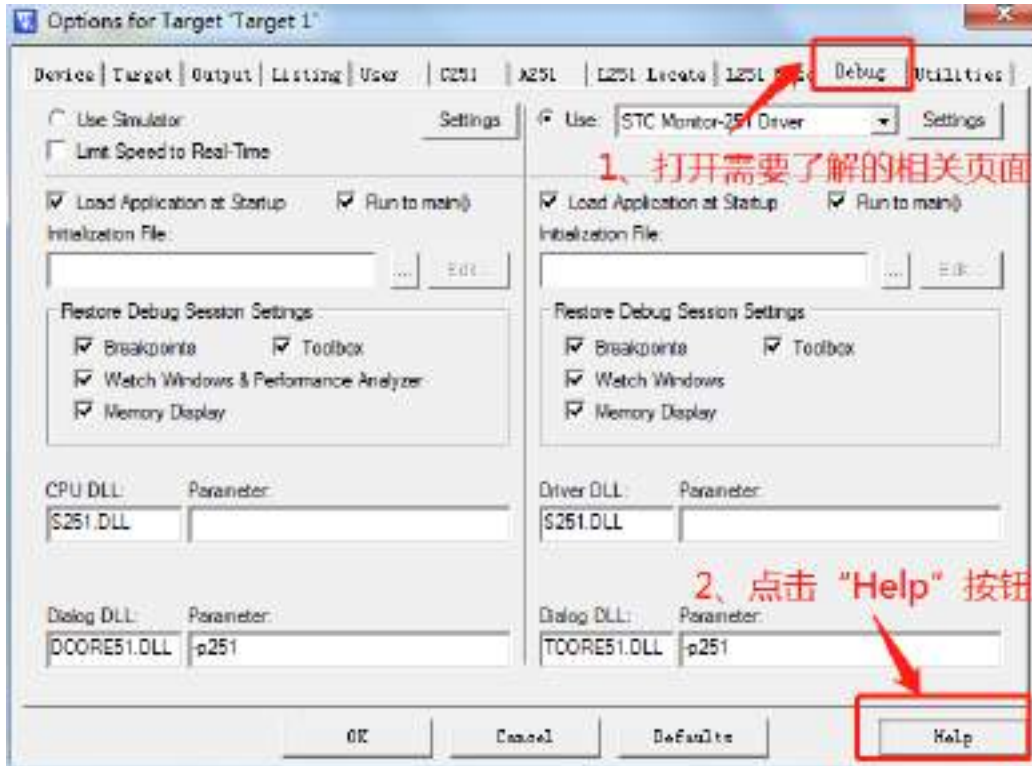 Options for Target 'Target 1'
Device Target Output Listing User C251 A251 L251 Locate L251 Debug Utilities
Use Simulator Settings
Limit Speed to Real-Time
Use: STC Monitor-251 Driver Settings
1、打开需要了解的相关页面
Load Application at Startup Run to main()
Initialization File:
... Edit...
Load Application at Startup Run to main()
Initialization File:
... Edit...
Restore Debug Session Settings
Breakpoints Toolbox
Watch Windows & Performance Analyzer
Memory Display
Restore Debug Session Settings
Breakpoints Toolbox
Watch Windows
Memory Display
CPU DLL: Parameter:
S251.DLL
Driver DLL: Parameter:
S251.DLL
2、点击“Help”按钮
Dialog DLL: Parameter:
DCORE51.DLL -p251
Dialog DLL: Parameter:
TCORE51.DLL -p251
OK Cancel Defaults Help